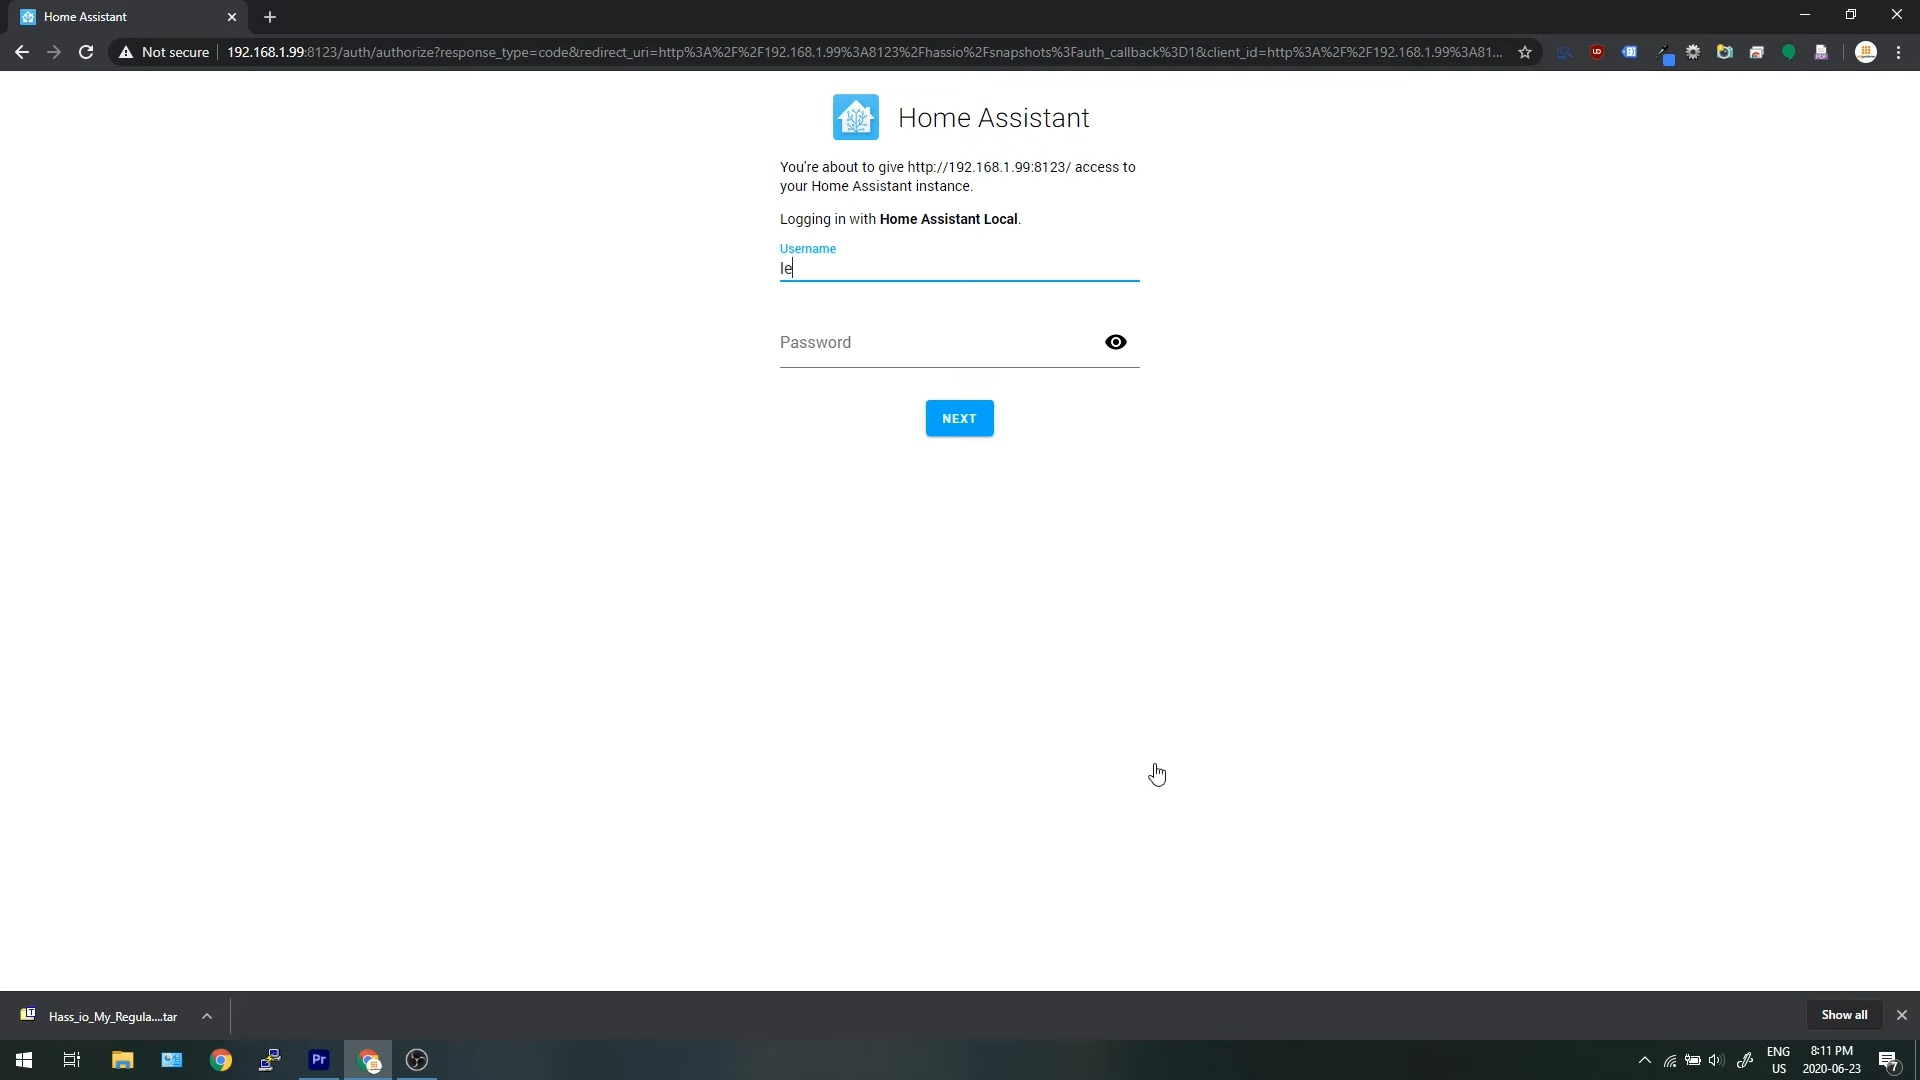 Home Assistant
Not secure
192.168.1.99:8123/auth/authorize?response_type=code&redirect_uri=http%3A%2F%2F192.168.1.99%3A8123%2Fhassio%2Fsnapshots%3Fauth_callback%3D1&client_id=http%3A%2F%2F192.168.1.99%3A81...
Home Assistant
You're about to give http://192.168.1.99:8123/ access to
your Home Assistant instance.
Logging in with Home Assistant Local.
Username
le
Password
NEXT
Hass_io_My_Regula....tar
Show all
Pr
ENG
US
8:11 PM
2020-06-23
7